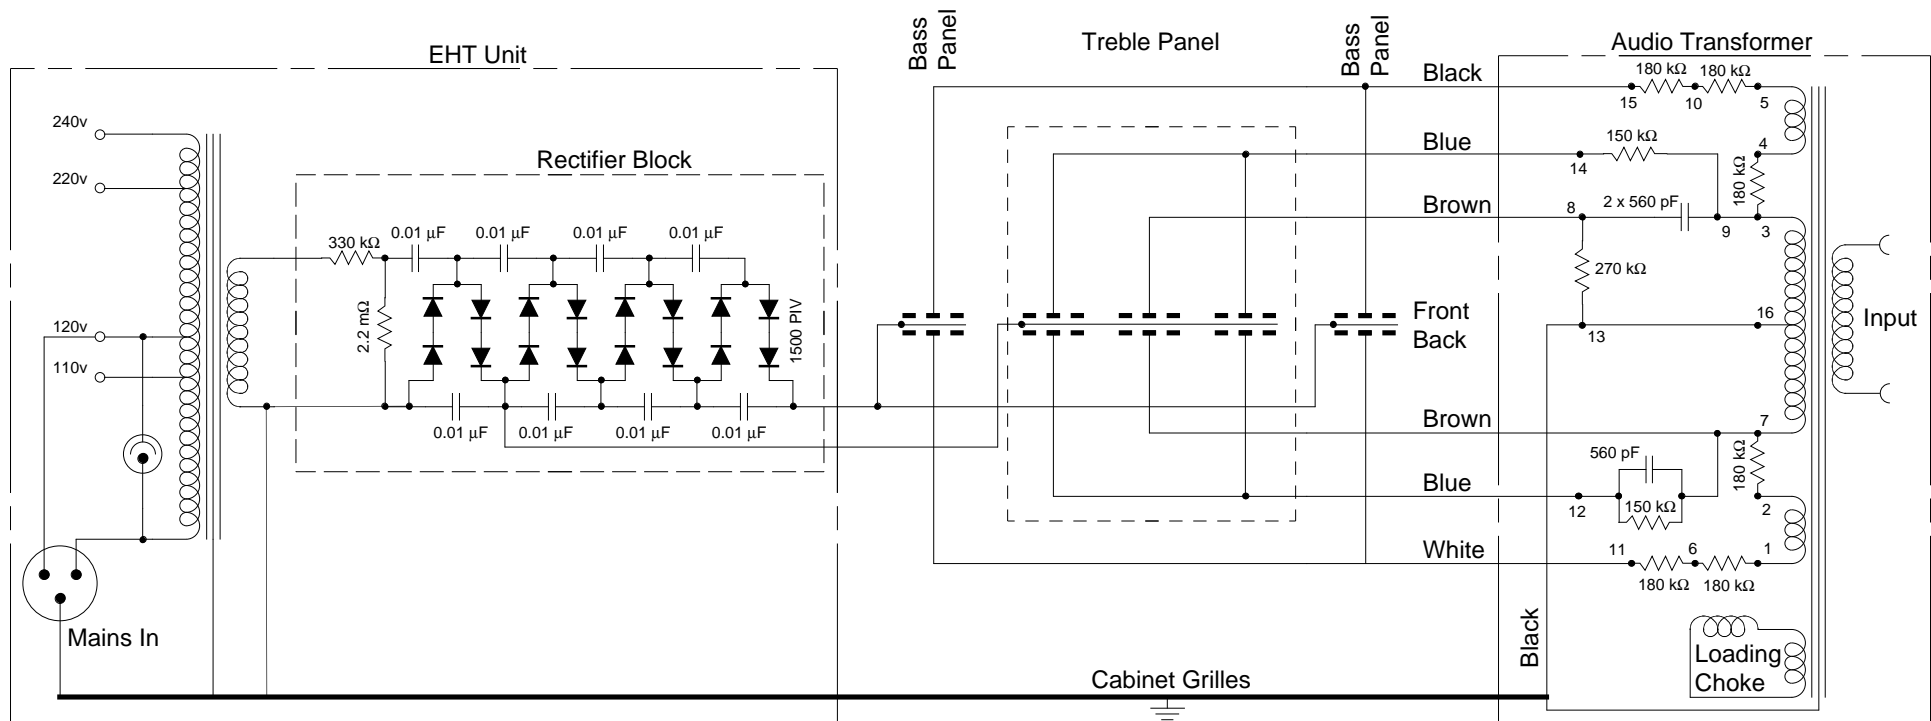 EHT Unit
Bass Panel
Treble Panel
Bass Panel
Audio Transformer
Black
180 kΩ
180 kΩ
15
10
5
240v
Rectifier Block
Blue
150 kΩ
14
4
220v
180 kΩ
Brown
8
2 x 560 pF
9
3
330 kΩ
0.01 µF
0.01 µF
0.01 µF
0.01 µF
270 kΩ
2.2 mΩ
1500 PIV
120v
Front
Back
13
16
Input
110v
0.01 µF
0.01 µF
0.01 µF
0.01 µF
Brown
7
560 pF
180 kΩ
Blue
12
150 kΩ
2
White
11
6
1
180 kΩ
180 kΩ
Mains In
Black
Loading
Choke
Cabinet Grilles